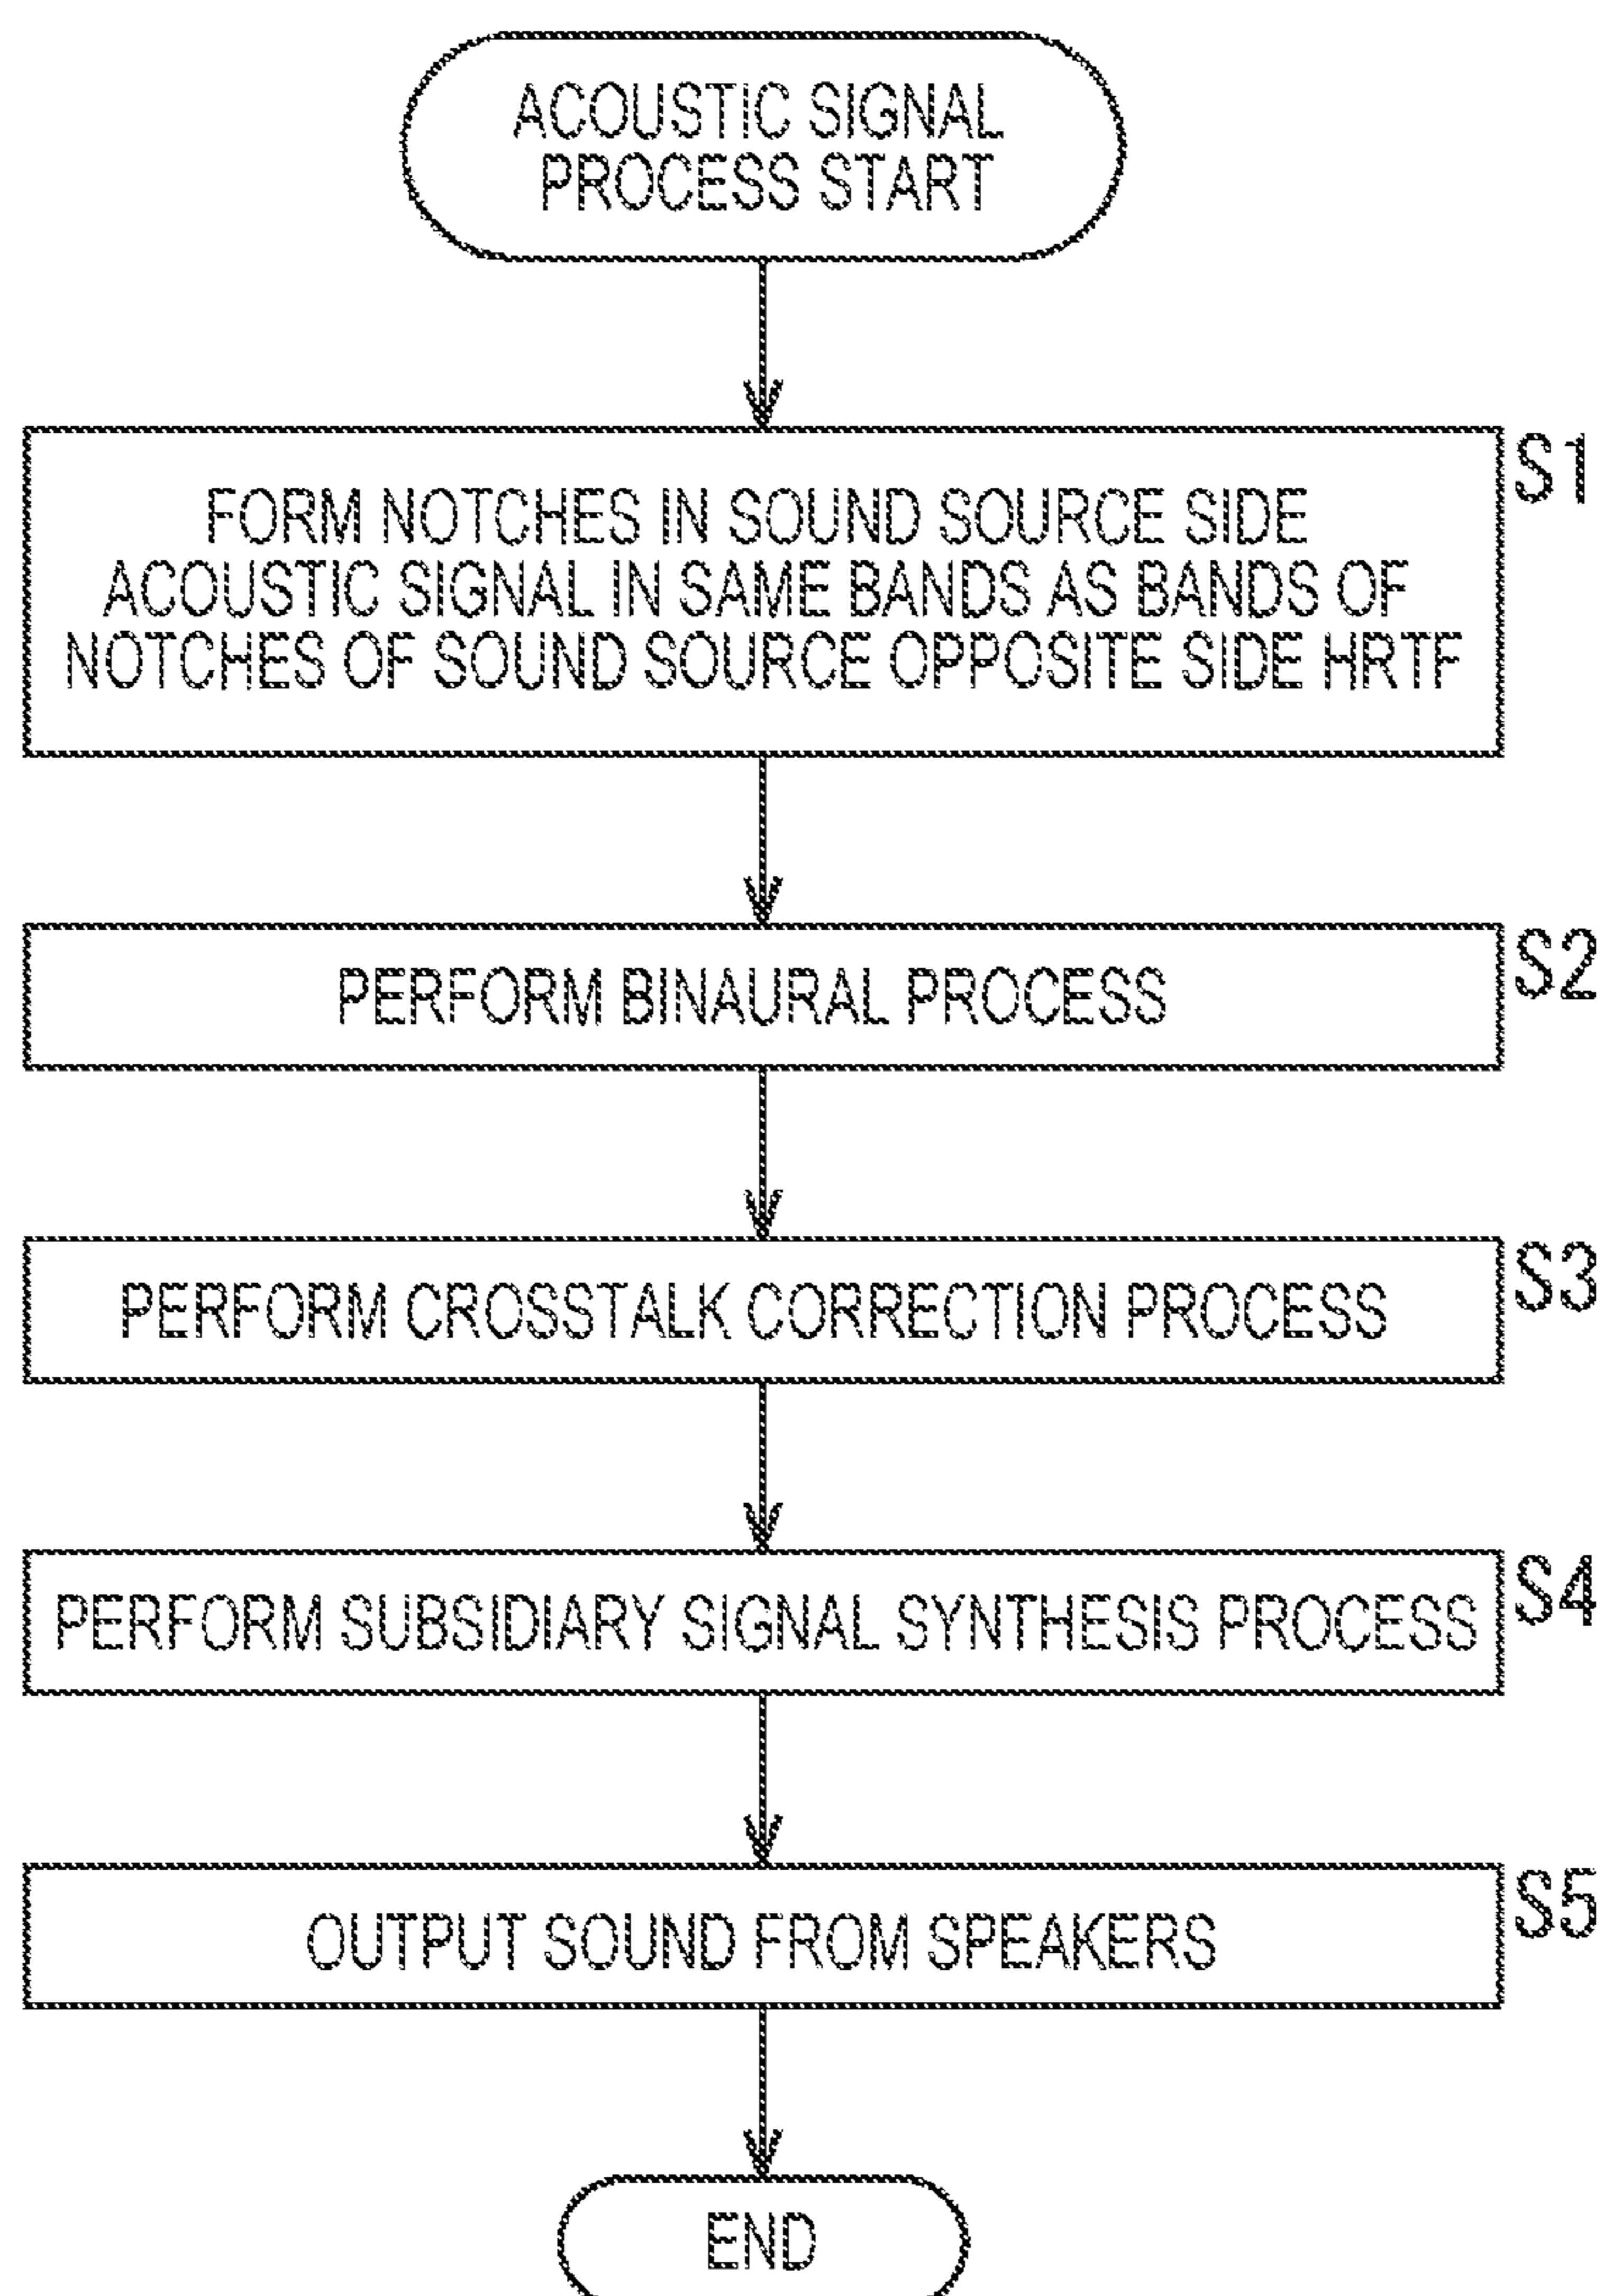 ACOUSTIC SIGNAL
PROCESS START
S1
FORM NOTCHES IN SOUND SOURCE SIDE
ACOUSTIC SIGNAL IN SAME BANDS AS BANDS OF
NOTCHES OF SOUND SOURCE OPPOSITE SIDE HRTF
S2
PERFORM BINAURAL PROCESS
S3
PERFORM CROSSTALK CORRECTION PROCESS
S4
PERFORM SUBSIDIARY SIGNAL SYNTHESIS PROCESS
S5
OUTPUT SOUND FROM SPEAKERS
END